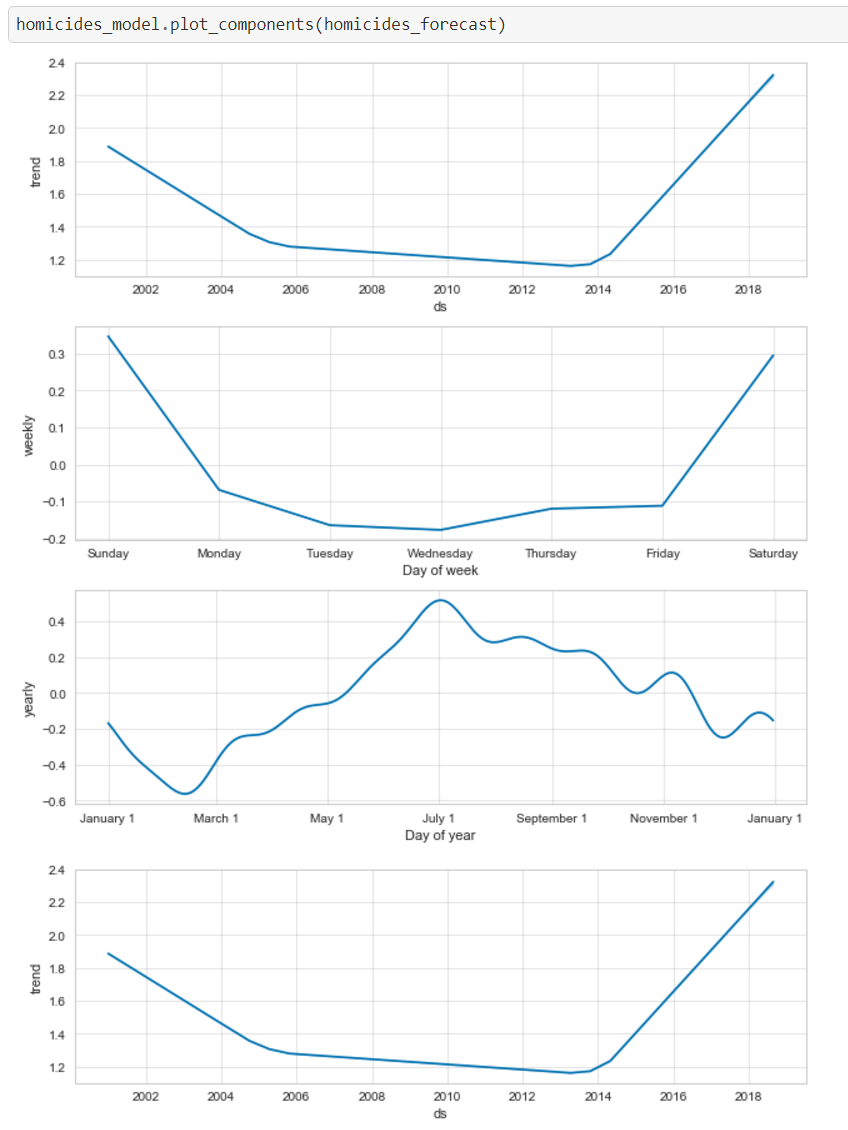 homicides_model.plot_components(homicides_forecast)
2.4
2.2
2.0
1.8
1.6
1.4
1.2
trend
2002 2004 2006 2008 2010 2012 2014 2016 2018
ds
0.3
0.2
0.1
0.0
−0.1
−0.2
weekly
Sunday Monday Tuesday Wednesday Thursday Friday Saturday
Day of week
0.4
0.2
0.0
−0.2
−0.4
−0.6
yearly
January 1 March 1 May 1 July 1 September 1 November 1 January 1
Day of year
2.4
2.2
2.0
1.8
1.6
1.4
1.2
trend
2002 2004 2006 2008 2010 2012 2014 2016 2018
ds